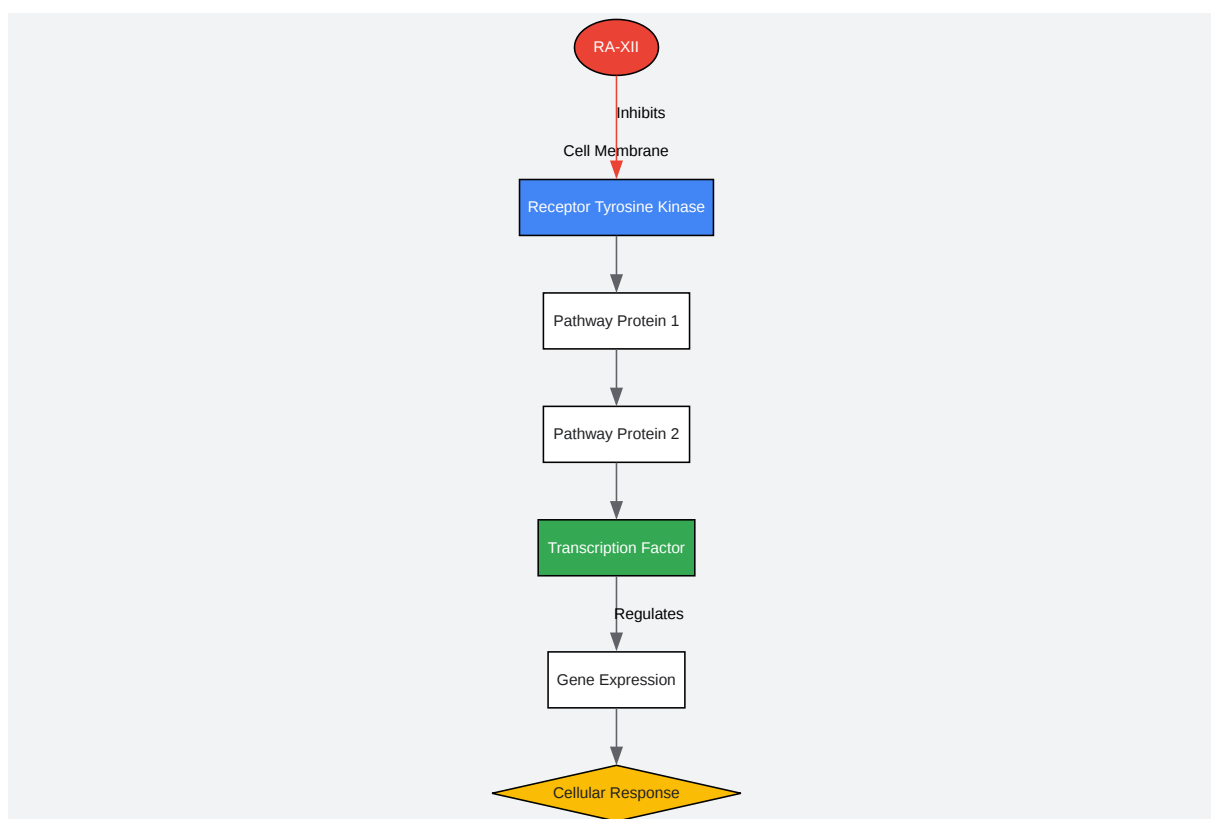 RA-XII
Inhibits
Cell Membrane
Receptor Tyrosine Kinase
Pathway Protein 1
Pathway Protein 2
Transcription Factor
Regulates
Gene Expression
Cellular Response